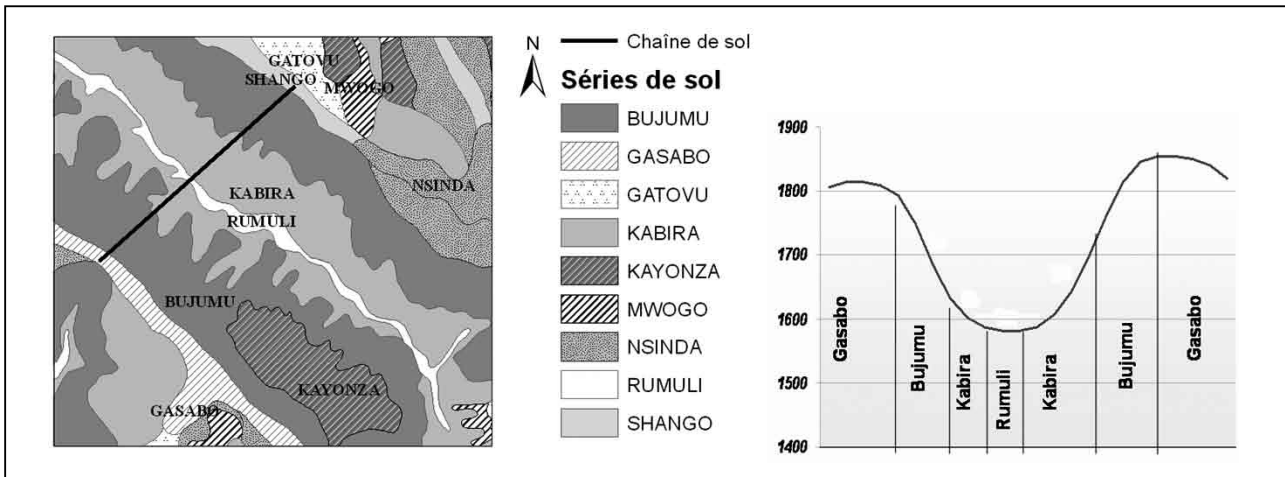 GATOVU
SHANGO
MWOGO
NSINDA
KABIRA
RUMULI
BUJUMU
KAYONZA
GASABO
N
Chaîne de sol
Séries de sol
BUJUMU
GASABO
GATOVU
KABIRA
KAYONZA
MWOGO
NSINDA
RUMULI
SHANGO
1900
1800
1700
1600
1500
1400
Gasabo
Bujumu
Kabira
Rumuli
Kabira
Bujumu
Gasabo